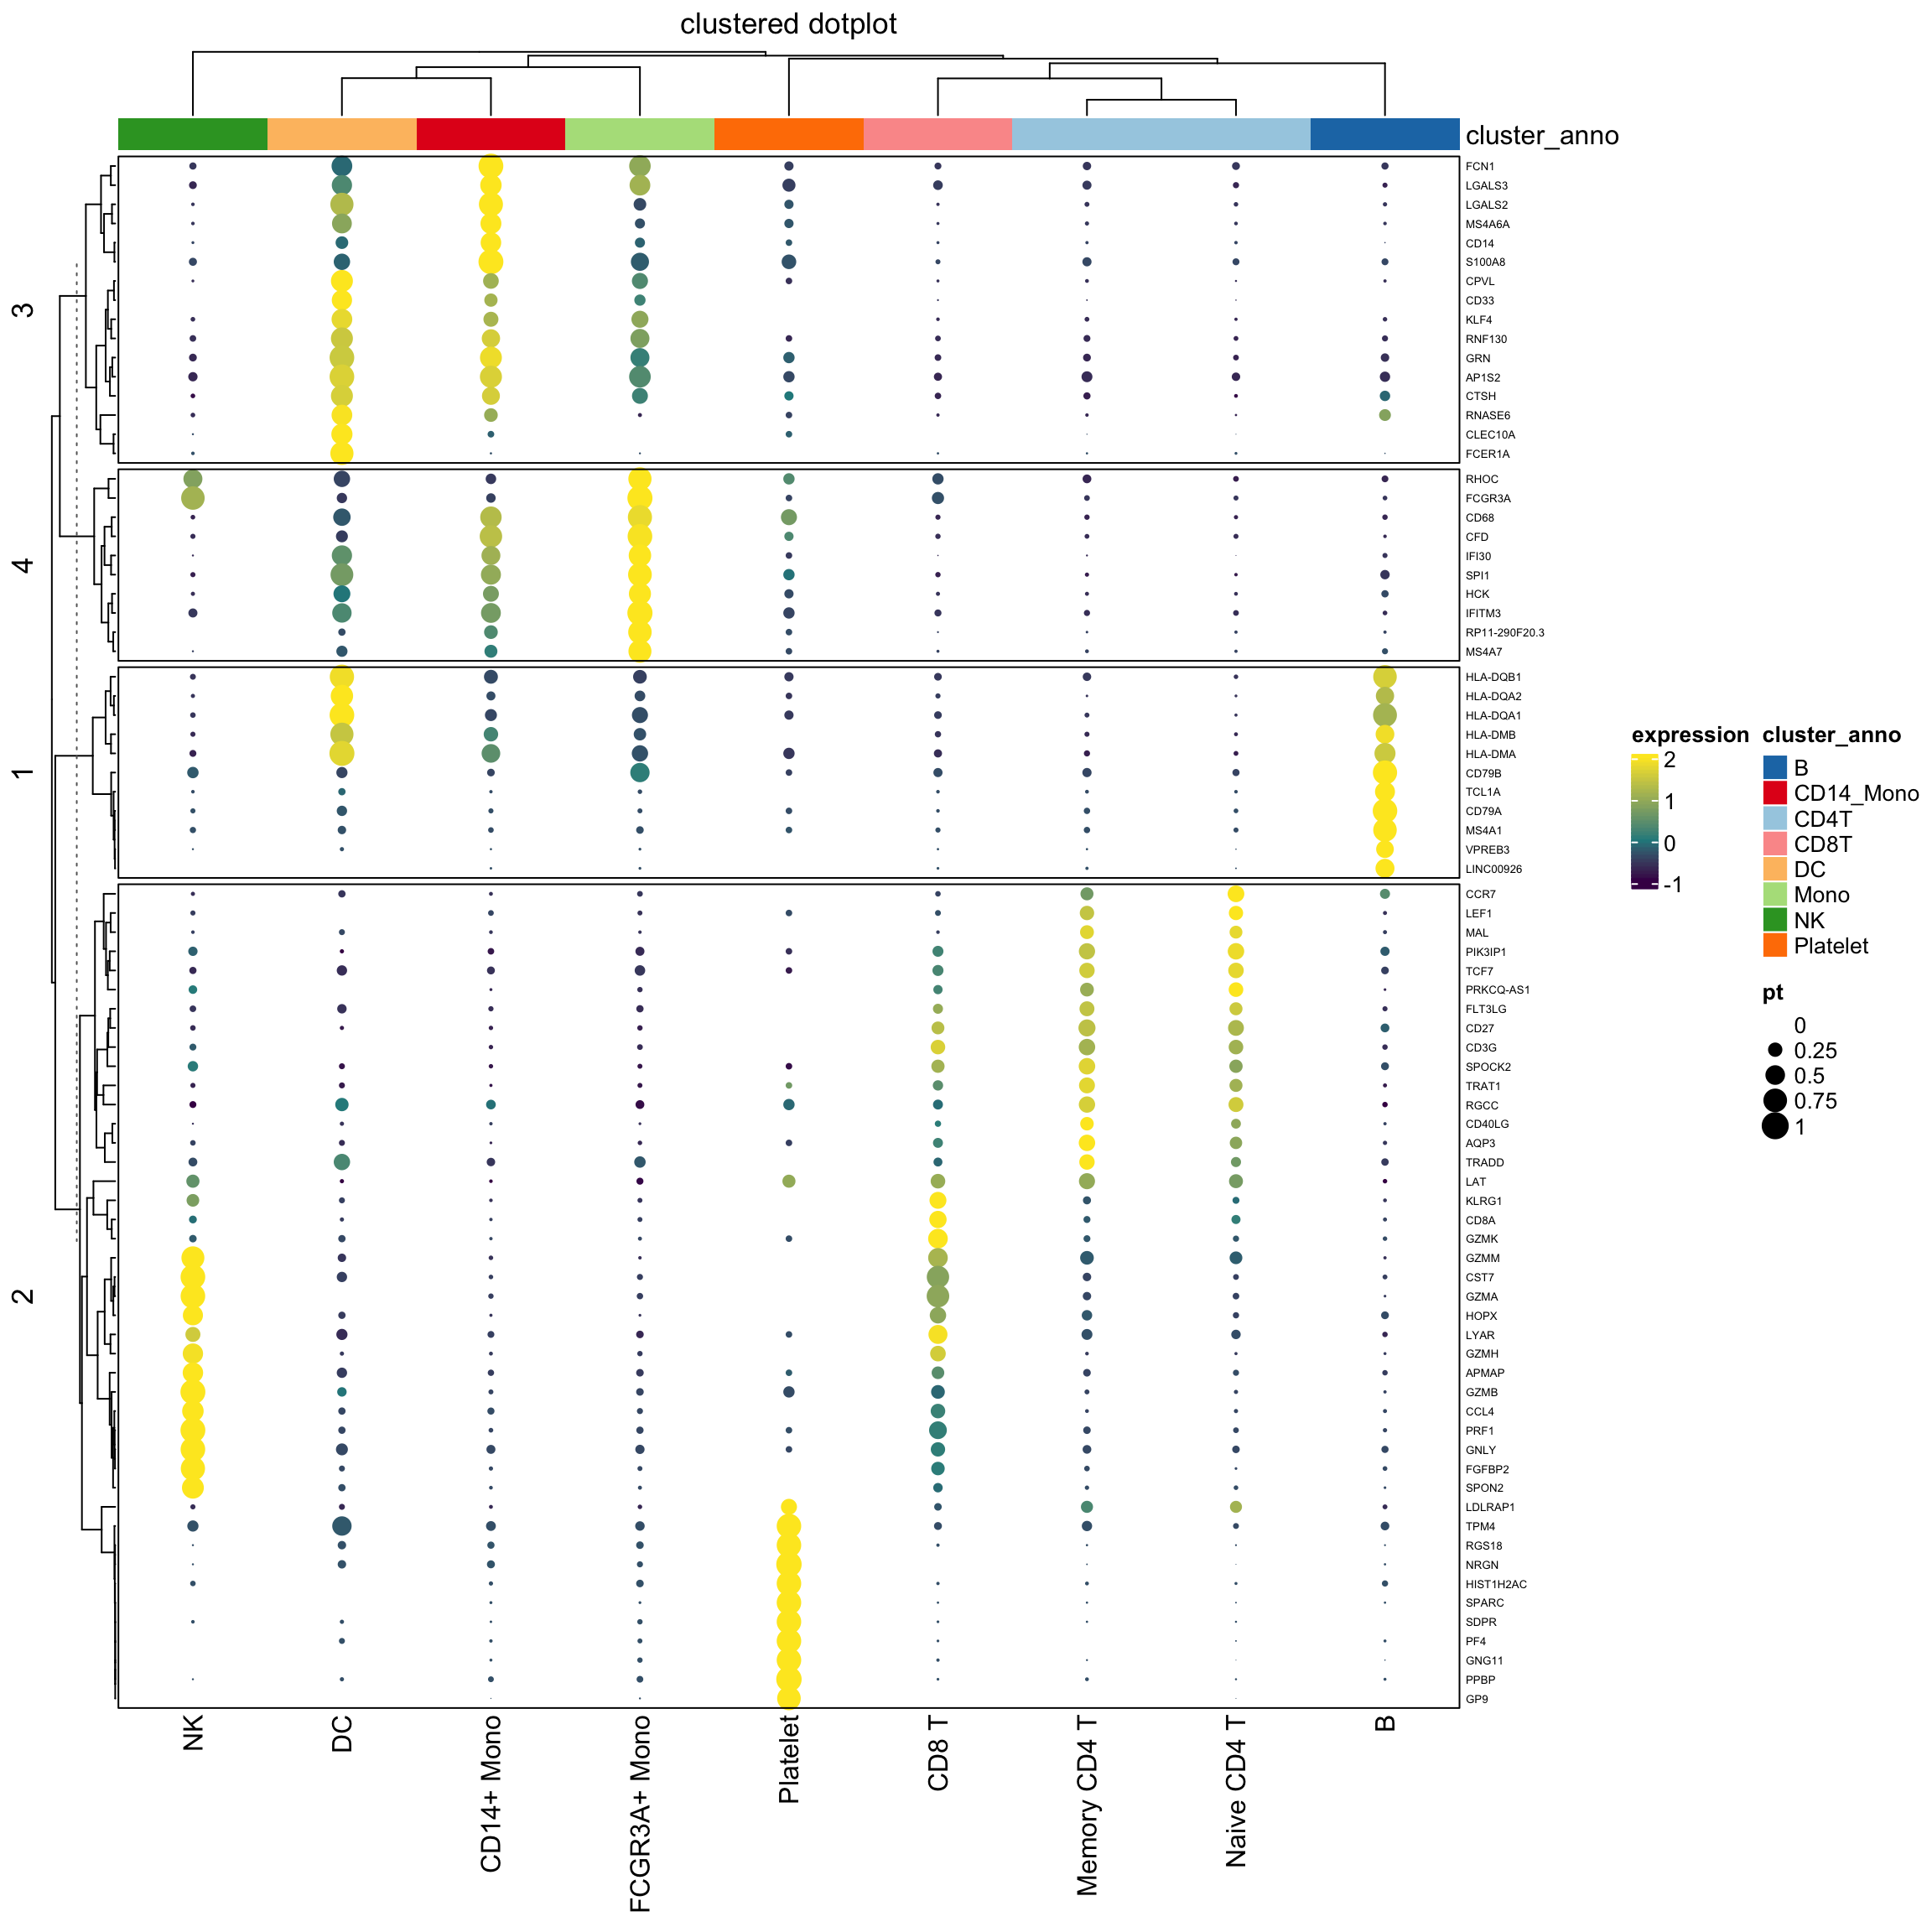 clustered dotplot
cluster_anno
3
FCN1
LGALS3
LGALS2
MS4A6A
CD14
S100A8
CPVL
CD33
KLF4
RNF130
GRN
AP1S2
CTSH
RNASE6
CLEC10A
FCER1A
4
RHOC
FCGR3A
CD68
CFD
IFI30
SPI1
HCK
IFITM3
RP11-290F20.3
MS4A7
1
HLA-DQB1
HLA-DQA2
HLA-DQA1
HLA-DMB
HLA-DMA
CD79B
TCL1A
CD79A
MS4A1
VPREB3
LINC00926
2
CCR7
LEF1
MAL
PIK3IP1
TCF7
PRKCQ-AS1
FLT3LG
CD27
CD3G
SPOCK2
TRAT1
RGCC
CD40LG
AQP3
TRADD
LAT
KLRG1
CD8A
GZMK
GZMM
CST7
GZMA
HOPX
LYAR
GZMH
APMAP
GZMB
CCL4
PRF1
GNLY
FGFBP2
SPON2
LDLRAP1
TPM4
RGS18
NRGN
HIST1H2AC
SPARC
SDPR
PF4
GNG11
PPBP
GP9
NK
DC
CD14+ Mono
FCGR3A+ Mono
Platelet
CD8 T
Memory CD4 T
Naive CD4 T
B
expression
2
1
0
-1
cluster_anno
B
CD14_Mono
CD4T
CD8T
DC
Mono
NK
Platelet
pt
0
0.25
0.5
0.75
1